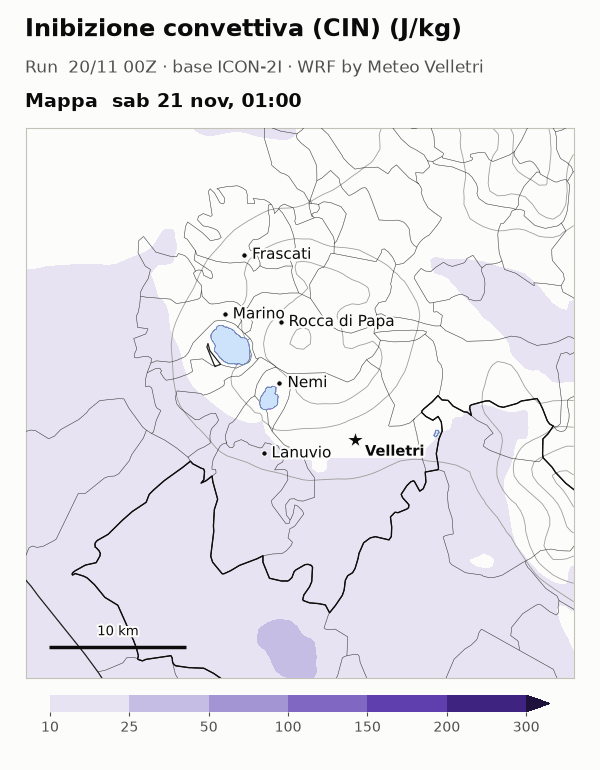 Inibizione convettiva (CIN) (J/kg)
Run  20/11 00Z · base ICON-2I · WRF by Meteo Velletri
Mappa  sab 21 nov, 01:00
Frascati
Marino
Rocca di Papa
Nemi
Velletri
Lanuvio
10 km
10 25 50 100 150 200 300